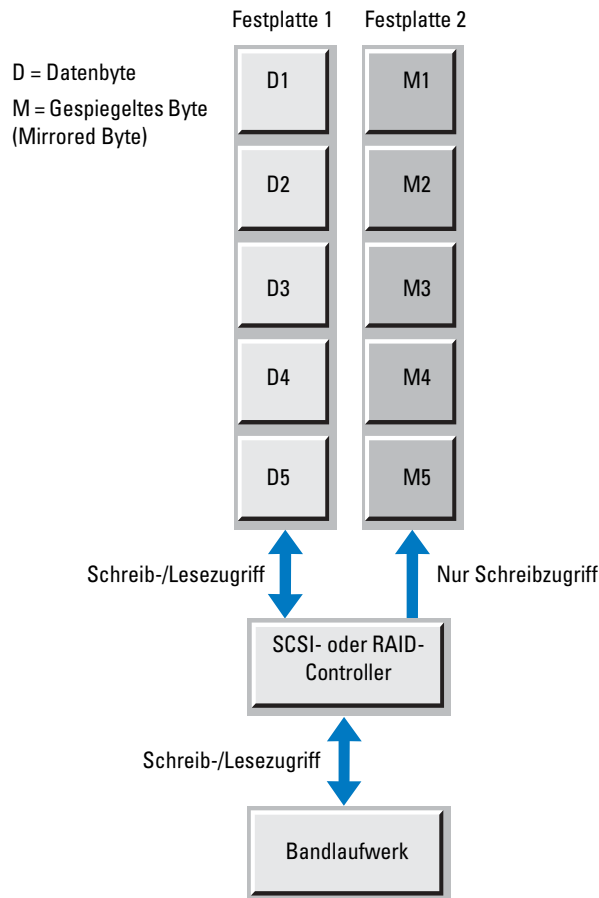 Festplatte 1
Festplatte 2
D = Datenbyte
M = Gespiegeltes Byte
(Mirrored Byte)
D1
M1
D2
M2
D3
M3
D4
M4
D5
M5
Schreib-/Lesezugriff
Nur Schreibzugriff
SCSI- oder RAID-
Controller
Schreib-/Lesezugriff
Bandlaufwerk